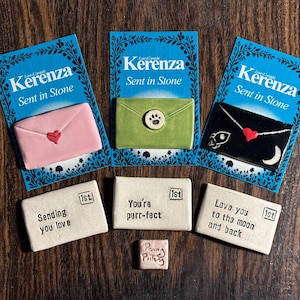 Kerenza
Sent in Stone
Kerenza
Sent in Stone
Kerenza
Sent in Stone
1st
Sending
you love
1st
You're
purr-fect
1st
Love you
to the moon
and back